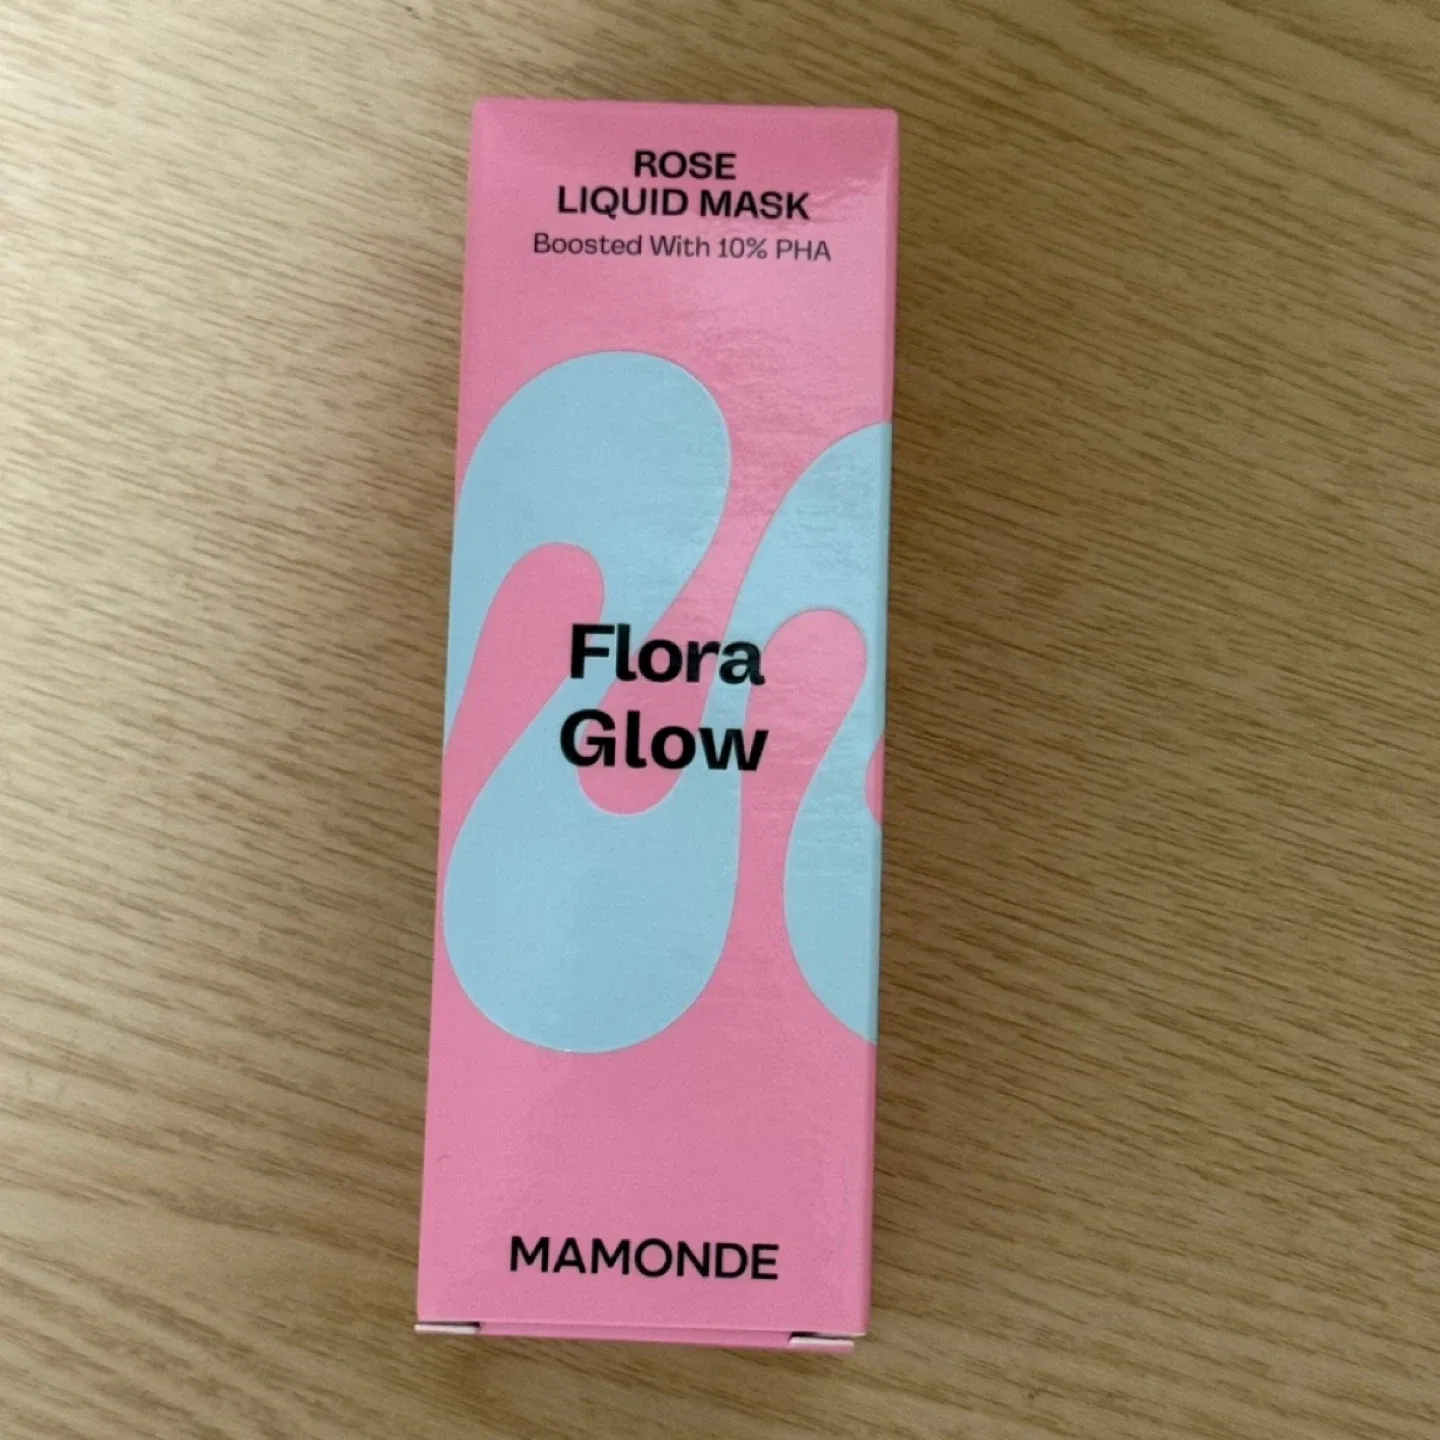 ROSE
LIQUID MASK
Boosted With 10% PHA
Flora
Glow
MAMONDE